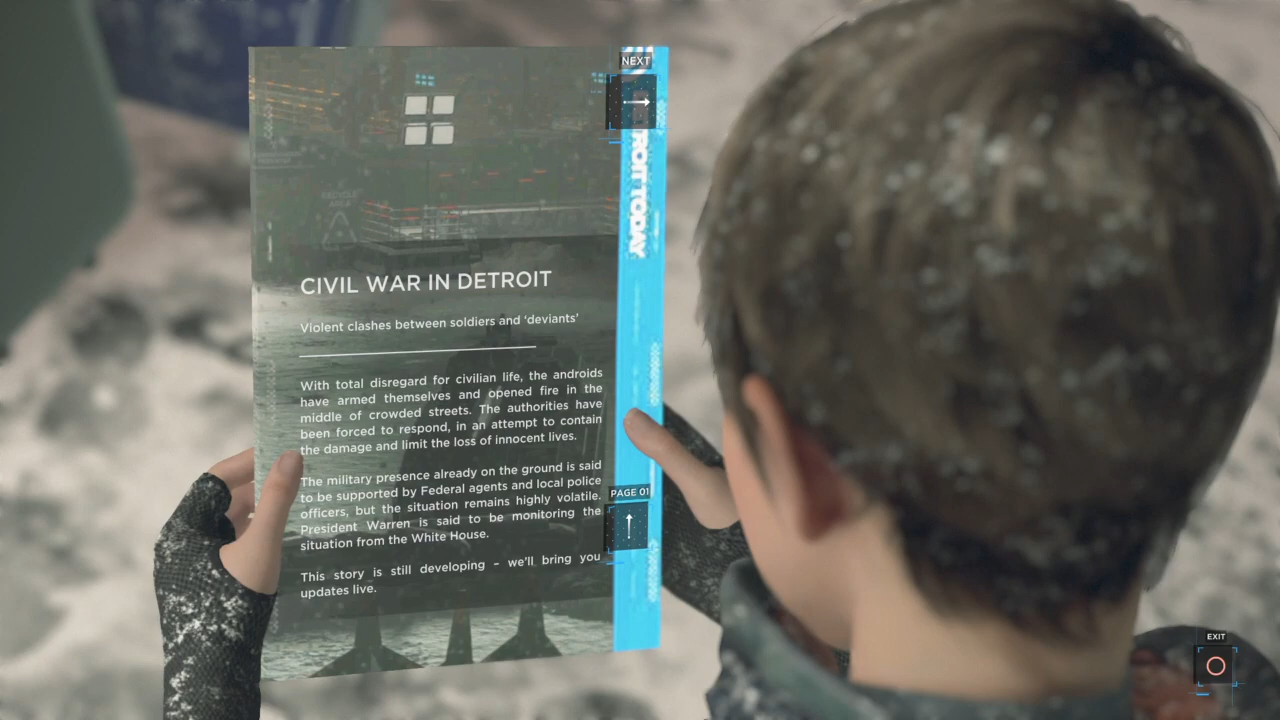 NEXT
ROIT TODAY
CIVIL WAR IN DETROIT
Violent clashes between soldiers and ‘deviants’
With total disregard for civilian life, the androids
have armed themselves and opened fire in the
middle of crowded streets. The authorities have
been forced to respond, in an attempt to contain
the damage and limit the loss of innocent lives.
The military presence already on the ground is said
to be supported by Federal agents and local police
officers, but the situation remains highly volatile.
President Warren is said to be monitoring the
situation from the White House.
This story is still developing – we’ll bring you
updates live.
PAGE 01
EXIT